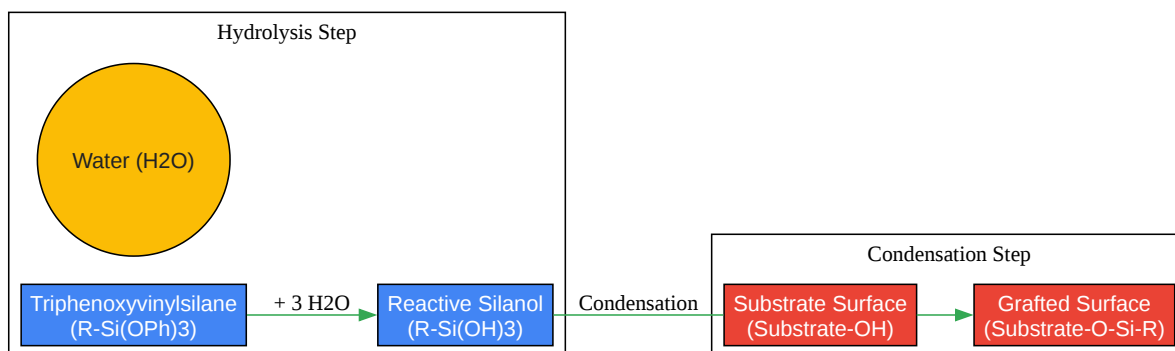 Hydrolysis Step
Water (H2O)
Triphenoxyvinylsilane
(R-Si(OPh)3)
+ 3 H2O
Reactive Silanol
(R-Si(OH)3)
Condensation
Condensation Step
Substrate Surface
(Substrate-OH)
Grafted Surface
(Substrate-O-Si-R)